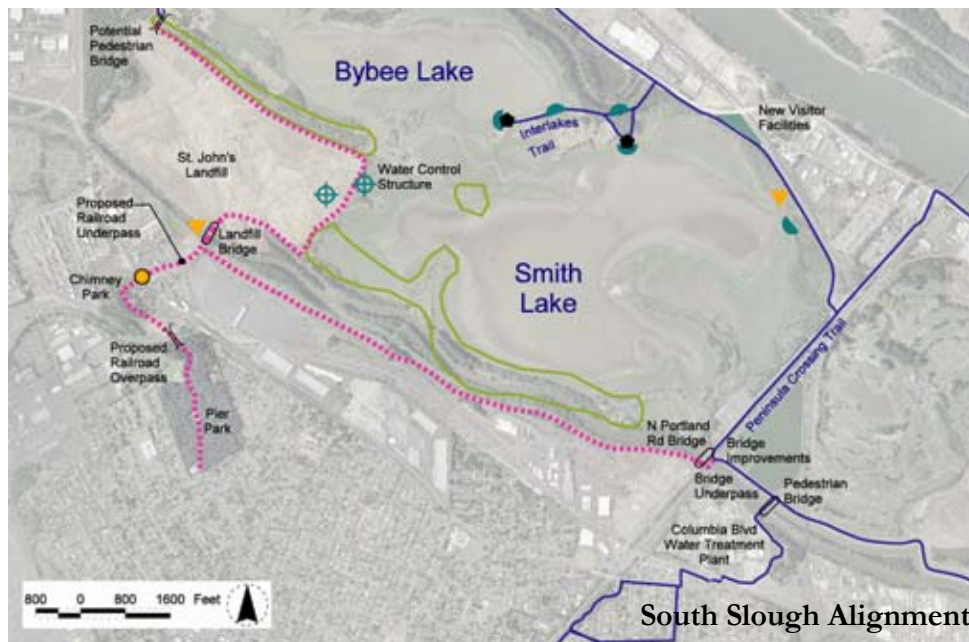 Potential
Pedestrian
Bridge
Bybee Lake
New Visitor
Facilities
Interlakes
Trail
St. John's
Landfill
Water Control
Structure
Proposed
Railroad
Underpass
Landfill
Bridge
Chimney
Park
Smith
Lake
Proposed
Railroad
Overpass
Peninsula Crossing Trail
Pier
Park
N Portland
Rd Bridge
Bridge
Improvements
Bridge
Underpass
Pedestrian
Bridge
Columbia Blvd
Water Treatment
Plant
800 0 800 1600 Feet
South Slough Alignment